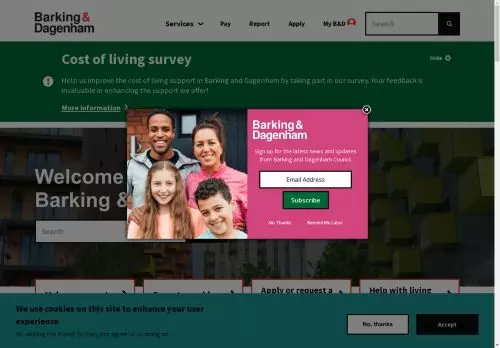 Barking &
Dagenham
Services
Pay
Report
Apply
My B&D
Search
Cost of living survey
Hide
Help us improve the cost of living support in Barking and Dagenham by taking part in our survey. Your feedback is
invaluable in enhancing the support we offer!
More information
Barking &
Dagenham
Sign up for the latest news and updates
from Barking and Dagenham Council.
Email Address
Subscribe
No Thanks
Remind Me Later
Welcome
Barking &
Search
Apply or request a
Help with living
We use cookies on this site to enhance your user
experience
By clicking the Accept button, you agree to us doing so.
No, thanks
Accept